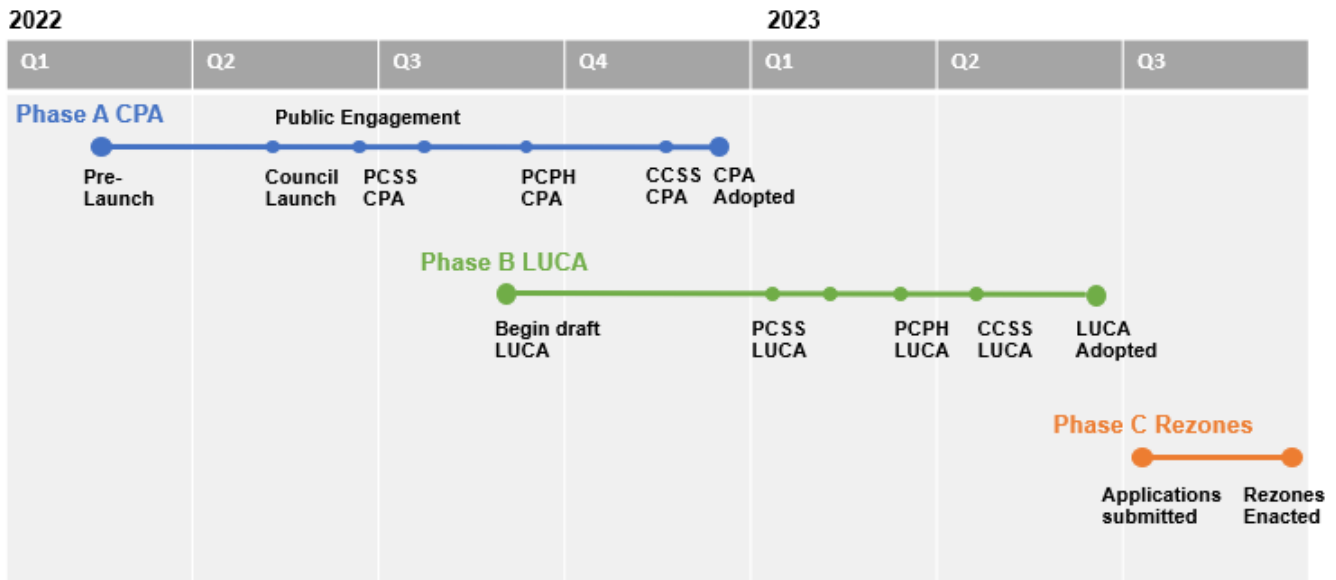 2022 2023
Q1 Q2 Q3 Q4 Q1 Q2 Q3
Phase A CPA
Public Engagement
Pre-
Launch
Council
Launch
PCSS
CPA
PCPH
CPA
CCSS
CPA
CPA
Adopted
Phase B LUCA
Begin draft
LUCA
PCSS
LUCA
PCPH
LUCA
CCSS
LUCA
LUCA
Adopted
Phase C Rezones
Applications
submitted
Rezones
Enacted